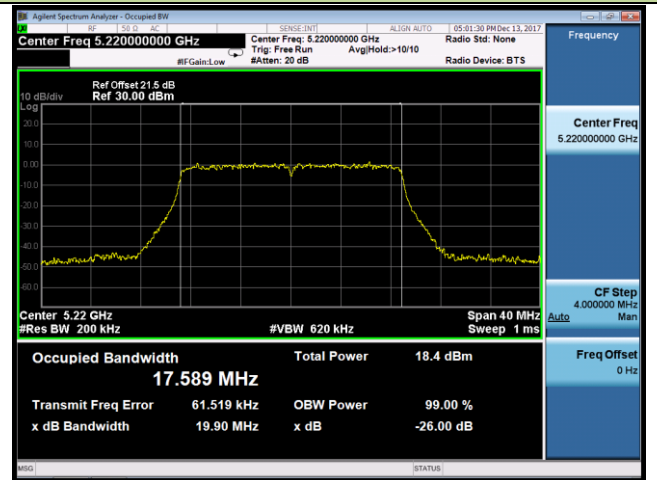 Agilent Spectrum Analyzer - Occupied BW
RF 50 Ω AC SENSE:INT ALIGN AUTO 05:01:30 PM Dec 13, 2017
Center Freq 5.220000000 GHz
Center Freq: 5.220000000 GHz
Radio Std: None
Trig: Free Run Avg|Hold:>10/10
#IFGain:Low #Atten: 20 dB Radio Device: BTS
Frequency
Ref Offset 21.5 dB
10 dB/div Ref 30.00 dBm
Log
20.0
10.0
0.00
-10.0
-20.0
-30.0
-40.0
-50.0
-60.0
Center 5.22 GHz Span 40 MHz
#Res BW 200 kHz #VBW 620 kHz Sweep 1 ms
Center Freq
5.220000000 GHz
CF Step
4.000000 MHz
Auto Man
Freq Offset
0 Hz
Occupied Bandwidth Total Power 18.4 dBm
17.589 MHz
Transmit Freq Error 61.519 kHz OBW Power 99.00 %
x dB Bandwidth 19.90 MHz x dB -26.00 dB
MSG STATUS